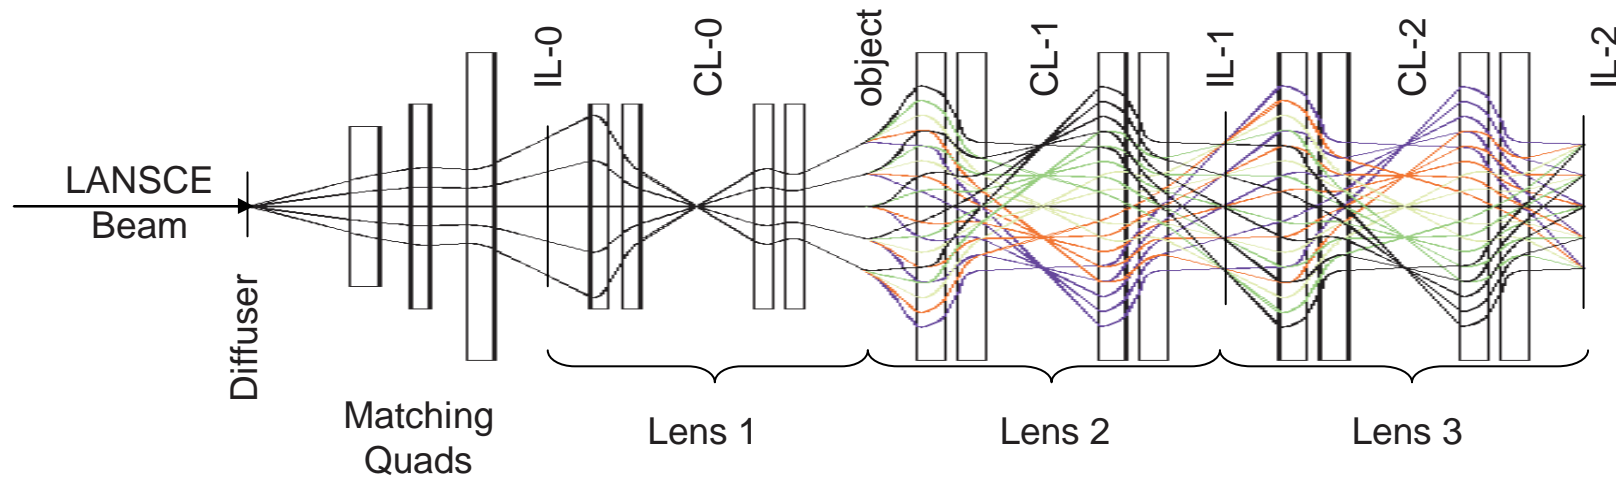 LANSCE
Beam
Diffuser
Matching
Quads
IL-0
CL-0
object
CL-1
IL-1
CL-2
IL-2
Lens 1
Lens 2
Lens 3